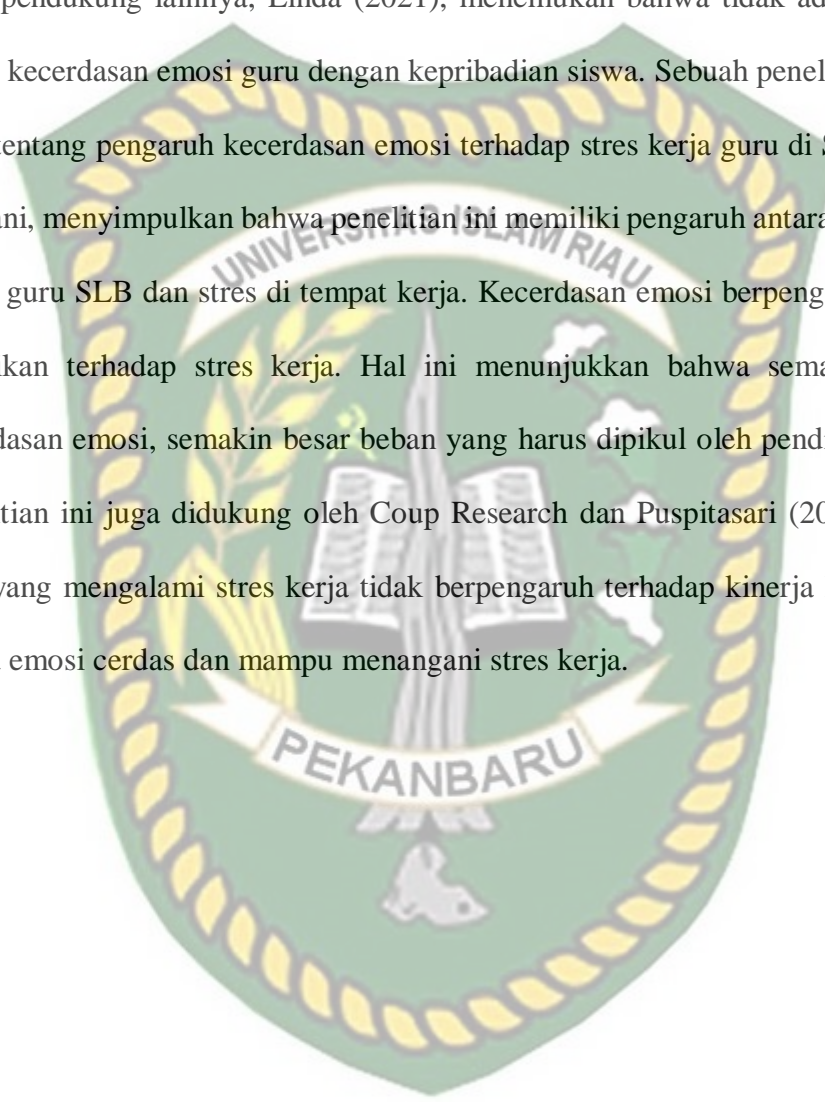 pendukung lainnya, Linda (2021), menemukan bahwa tidak ad
kecerdasan emosi guru dengan kepribadian siswa. Sebuah penel
tentang pengaruh kecerdasan emosi terhadap stres kerja guru di S
ani, menyimpulkan bahwa penelitian ini memiliki pengaruh antara
UNIVERSITAS ISLAM RIAU
guru SLB dan stres di tempat kerja. Kecerdasan emosi berpeng
kan terhadap stres kerja. Hal ini menunjukkan bahwa sema
dasan emosi, semakin besar beban yang harus dipikul oleh pend
tian ini juga didukung oleh Coup Research dan Puspitasari (20
yang mengalami stres kerja tidak berpengaruh terhadap kinerja
emosi cerdas dan mampu menangani stres kerja.
PEKANBARU